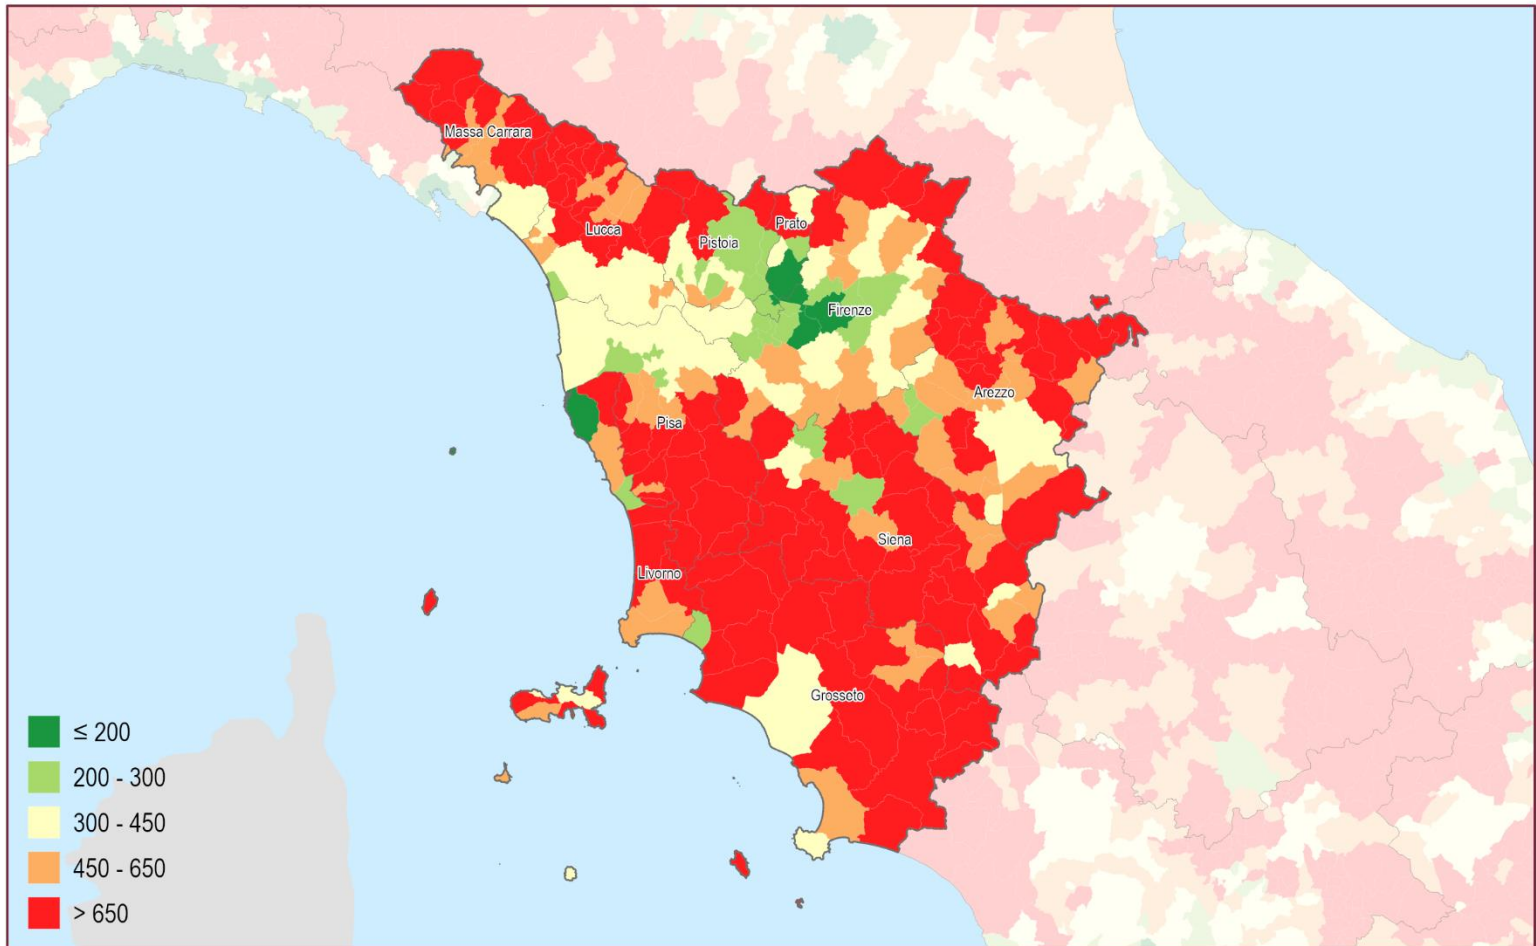 Massa Carrara
Lucca
Pistoia
Prato
Firenze
Arezzo
Pisa
Siena
Livorno
Grosseto
≤ 200
200 - 300
300 - 450
450 - 650
> 650